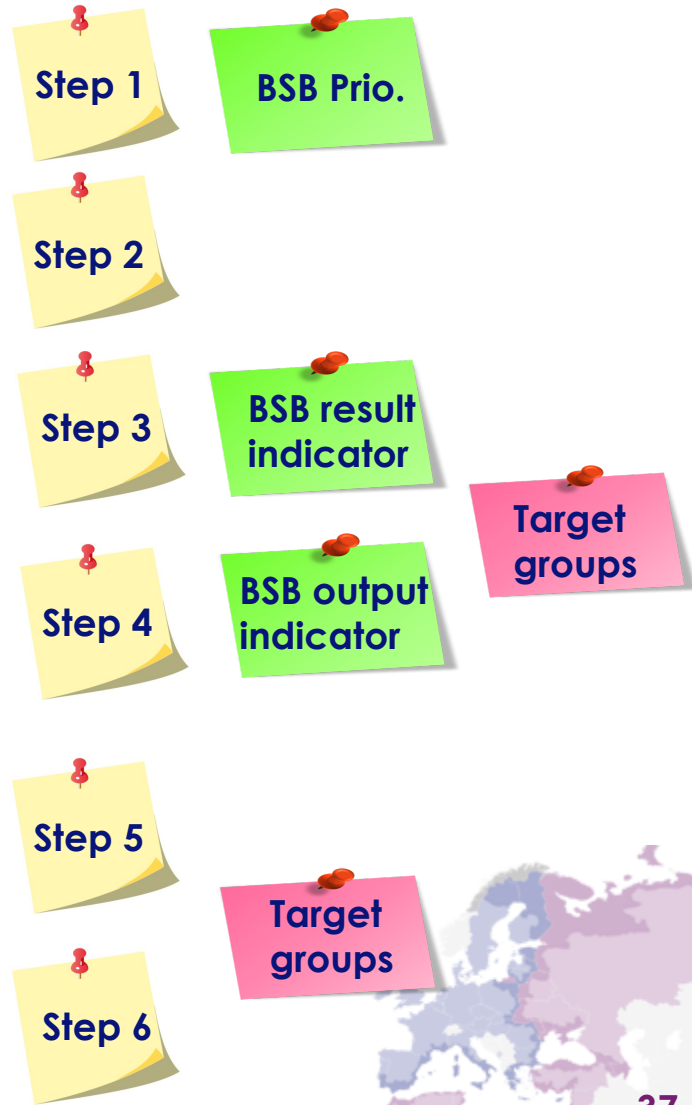 Step 1
BSB Prio.
Step 2
Step 3
BSB result
indicator
Target
groups
Step 4
BSB output
indicator
Step 5
Target
groups
Step 6
37